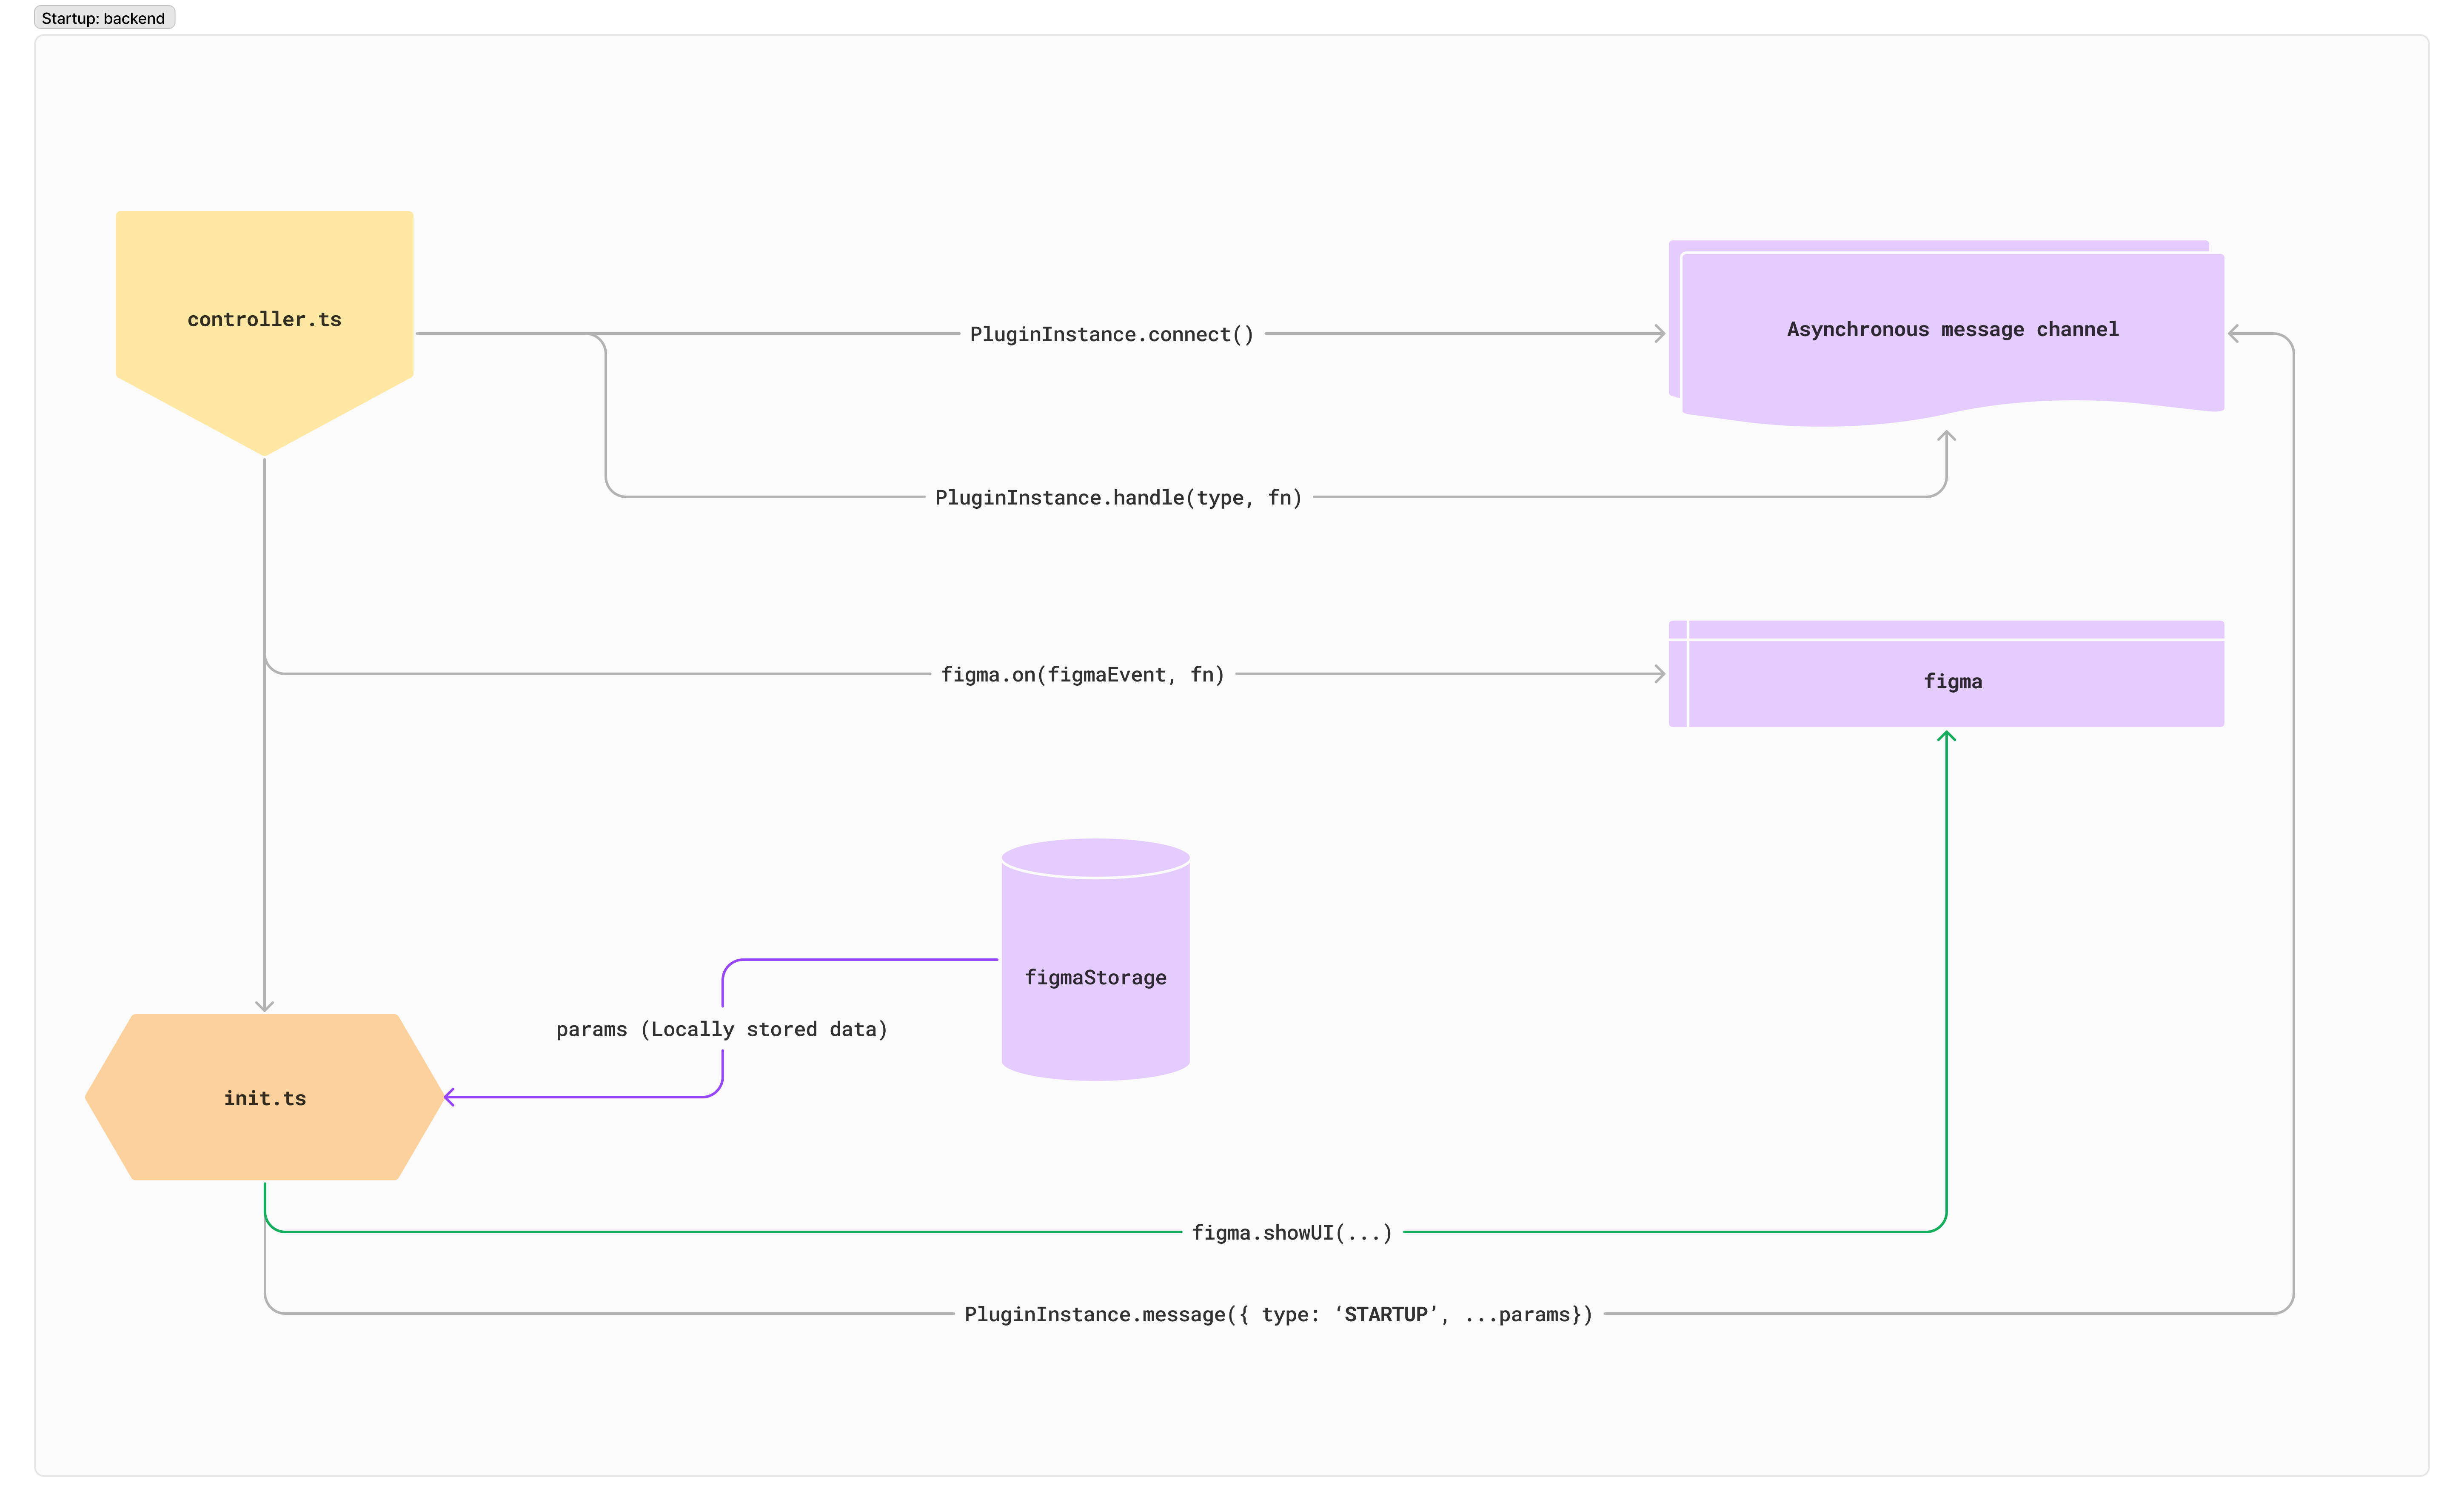 Startup: backend
controller.ts
PluginInstance.connect()
Asynchronous message channel
PluginInstance.handle(type, fn)
figma.on(figmaEvent, fn)
figma
figmaStorage
params (Locally stored data)
init.ts
figma.showUI(...)
PluginInstance.message({ type: ‘STARTUP’, ...params})